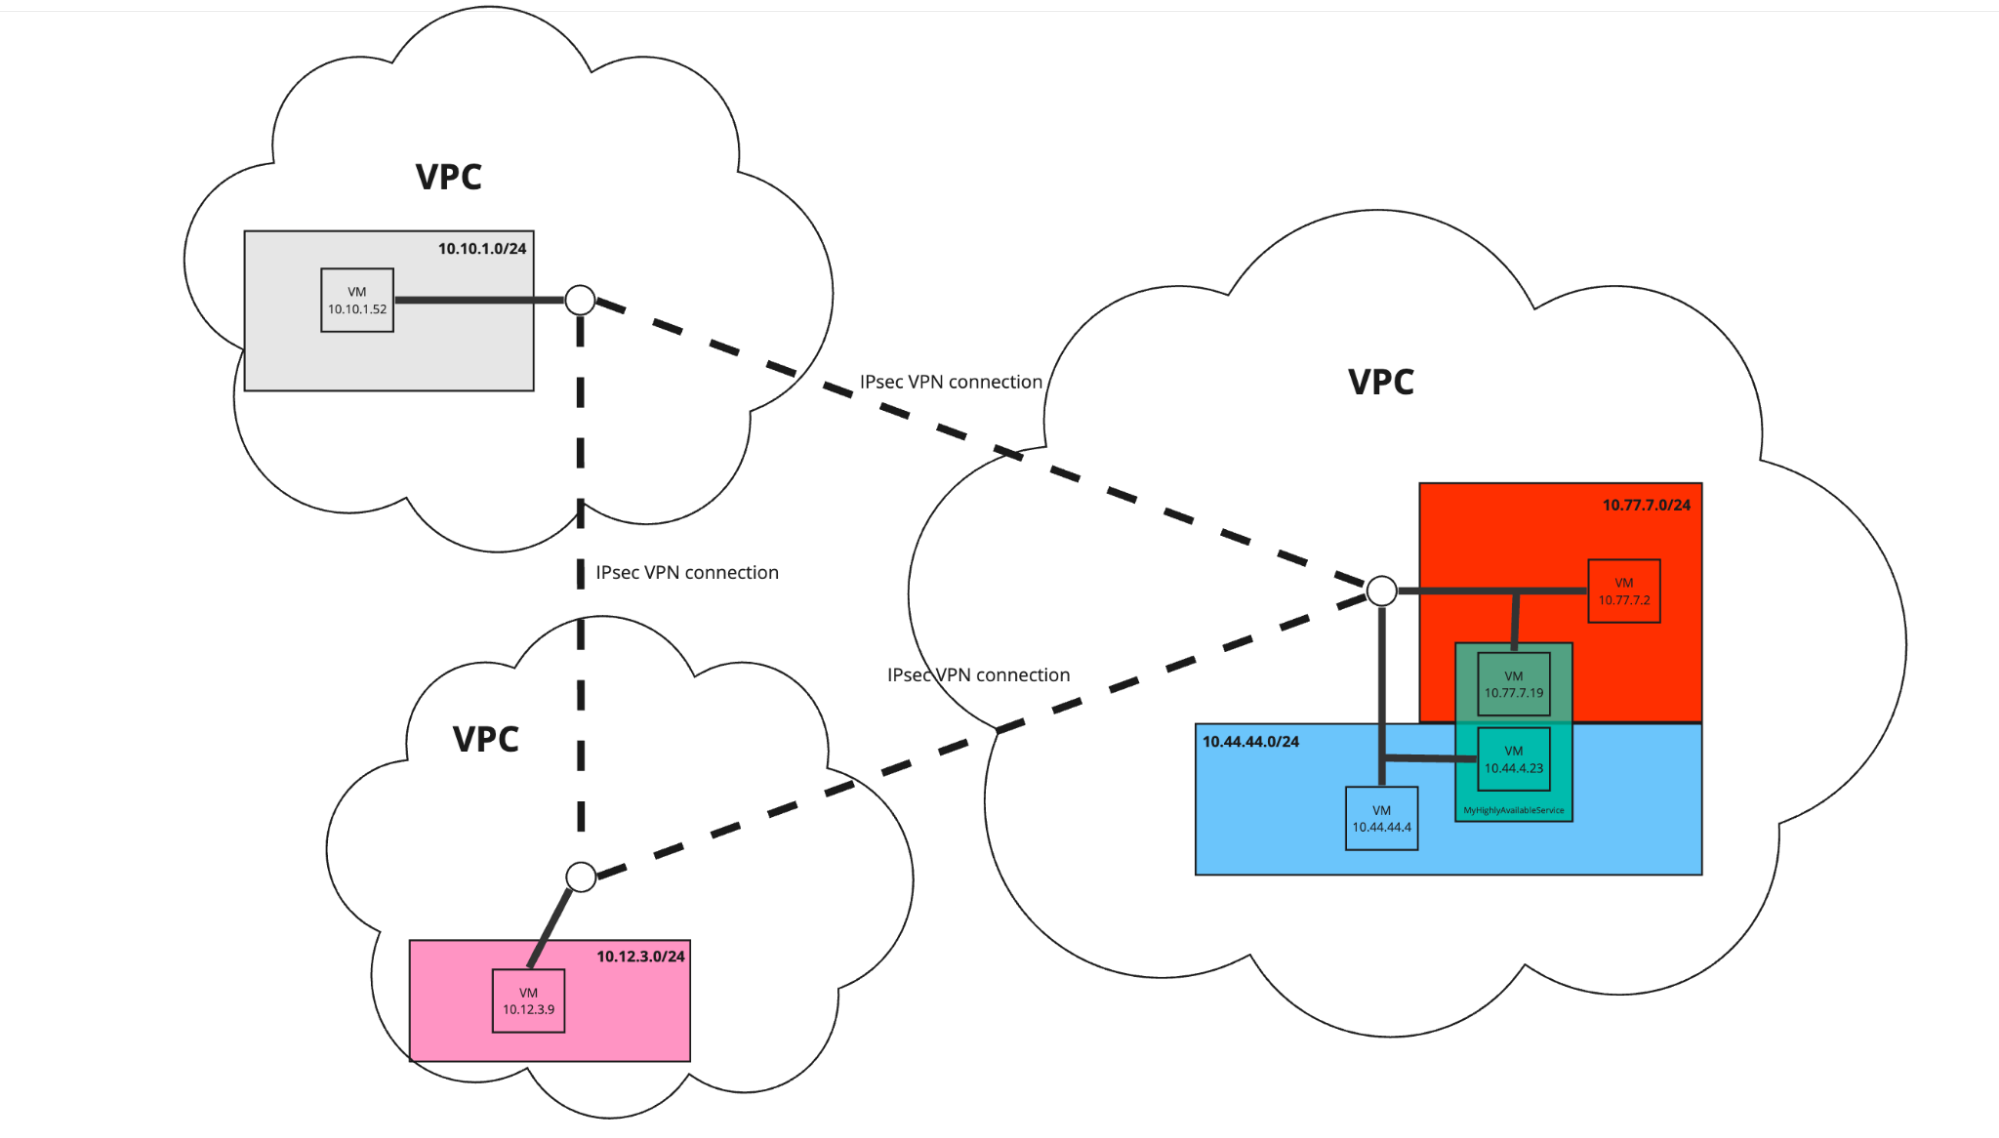 VPC
10.10.1.0/24
VM
10.10.1.52
IPsec VPN connection
VPC
IPsec VPN connection
10.77.7.0/24
VM
10.77.7.2
IPsec VPN connection
VM
10.77.7.19
VPC
10.44.44.0/24
VM
10.44.4.23
MyHighlyAvailableService
VM
10.44.44.4
10.12.3.0/24
VM
10.12.3.9